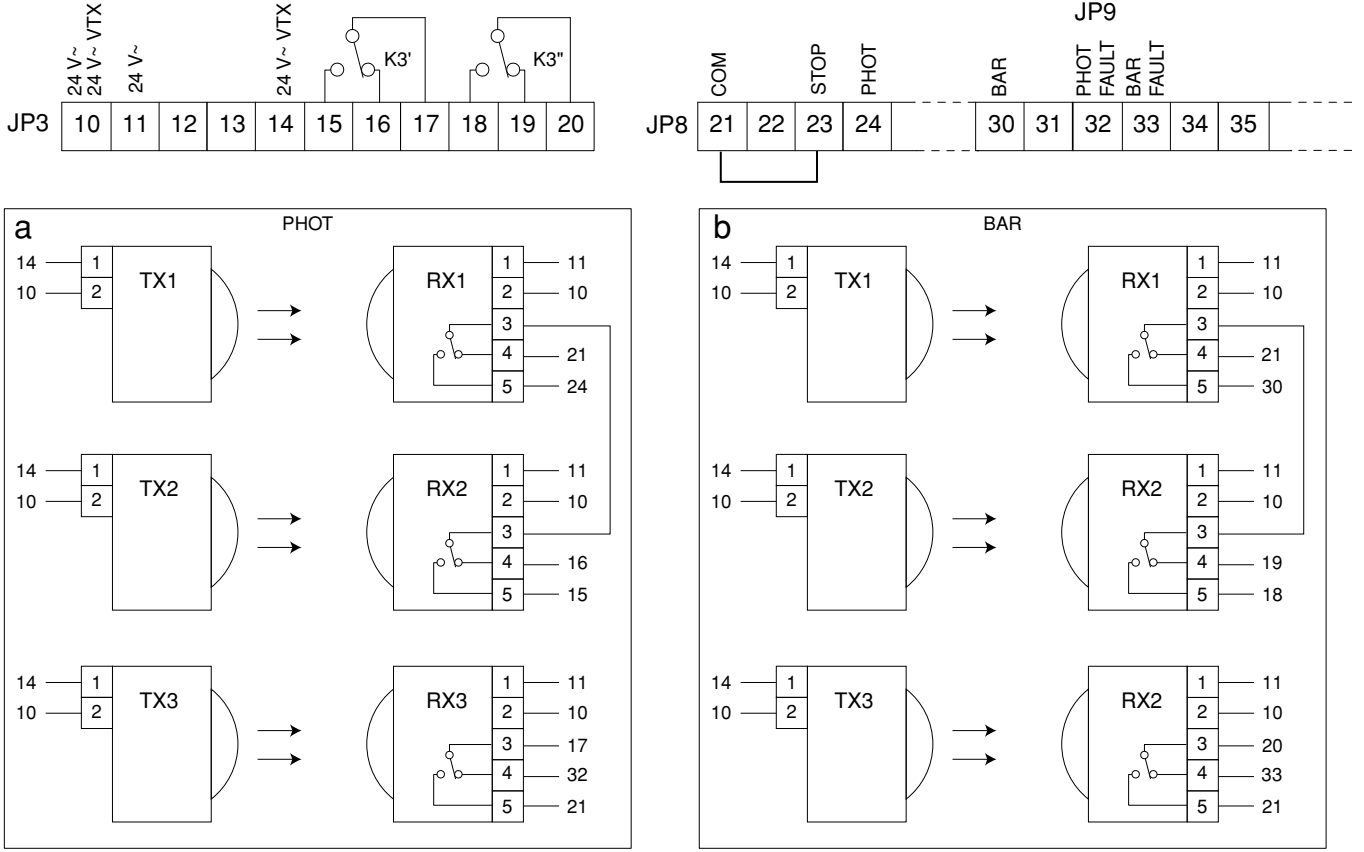 24 V~
24 V~ VTX
24 V~
24 V~ VTX
K3'
K3"
JP3 10 11 12 13 14 15 16 17 18 19 20
JP9
COM
STOP
PHOT
BAR
PHOT
FAULT
BAR
FAULT
JP8 21 22 23 24 30 31 32 33 34 35
a
PHOT
14 1 TX1 RX1 1 11
10 2 2 10
3
4 21
5 24
14 1 TX2 RX2 1 11
10 2 2 10
3
4 16
5 15
14 1 TX3 RX3 1 11
10 2 2 10
3 17
4 32
5 21
b
BAR
14 1 TX1 RX1 1 11
10 2 2 10
3
4 21
5 30
14 1 TX2 RX2 1 11
10 2 2 10
3
4 19
5 18
14 1 TX3 RX2 1 11
10 2 2 10
3 20
4 33
5 21